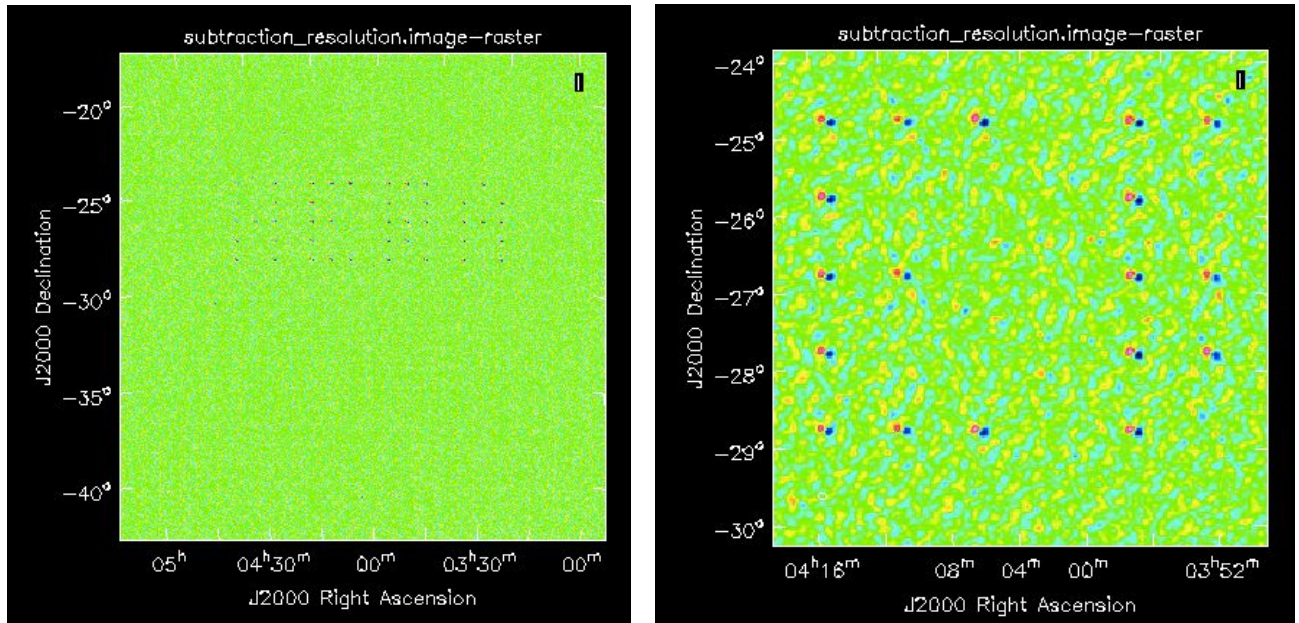 subtraction_resolution.image-raster
I
J2000 Declination
-20°
-25°
-30°
-35°
-40°
HERA
05ʰ 04ʰ30ᵐ 00ᵐ 03ʰ30ᵐ 00ᵐ
J2000 Right Ascension
subtraction_resolution.image-raster
I
J2000 Declination
-24°
-25°
-26°
-27°
-28°
-29°
-30°
04ʰ16ᵐ 08ᵐ 04ᵐ 00ᵐ 03ʰ52ᵐ
J2000 Right Ascension